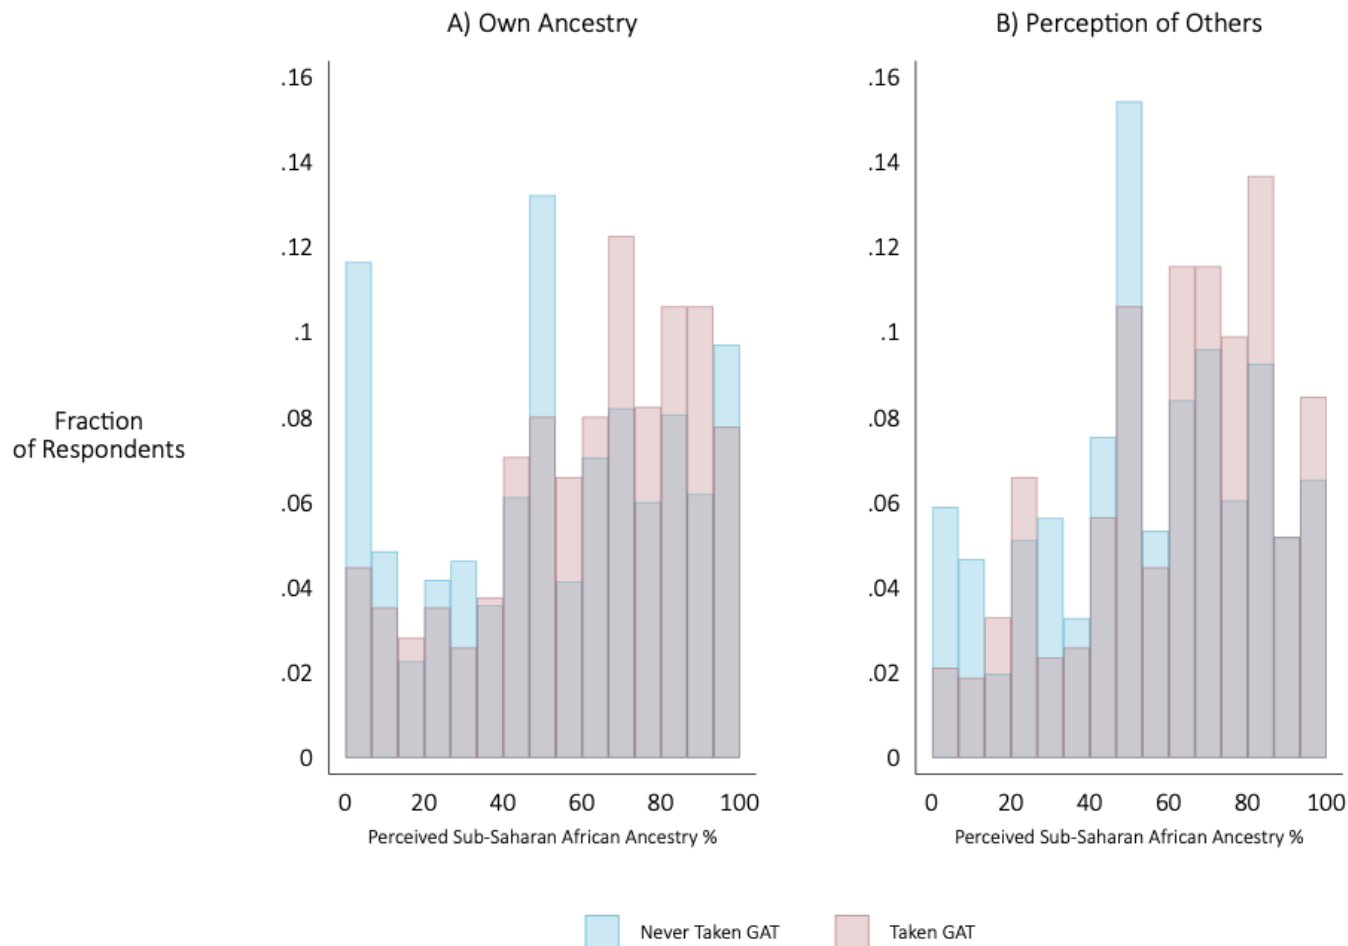 A) Own Ancestry
.16
.14
.12
.1
.08
.06
.04
.02
0
0 20 40 60 80 100
Perceived Sub-Saharan African Ancestry %
B) Perception of Others
.16
.14
.12
.1
.08
.06
.04
.02
0
0 20 40 60 80 100
Perceived Sub-Saharan African Ancestry %
Fraction
of Respondents
Never Taken GAT
Taken GAT